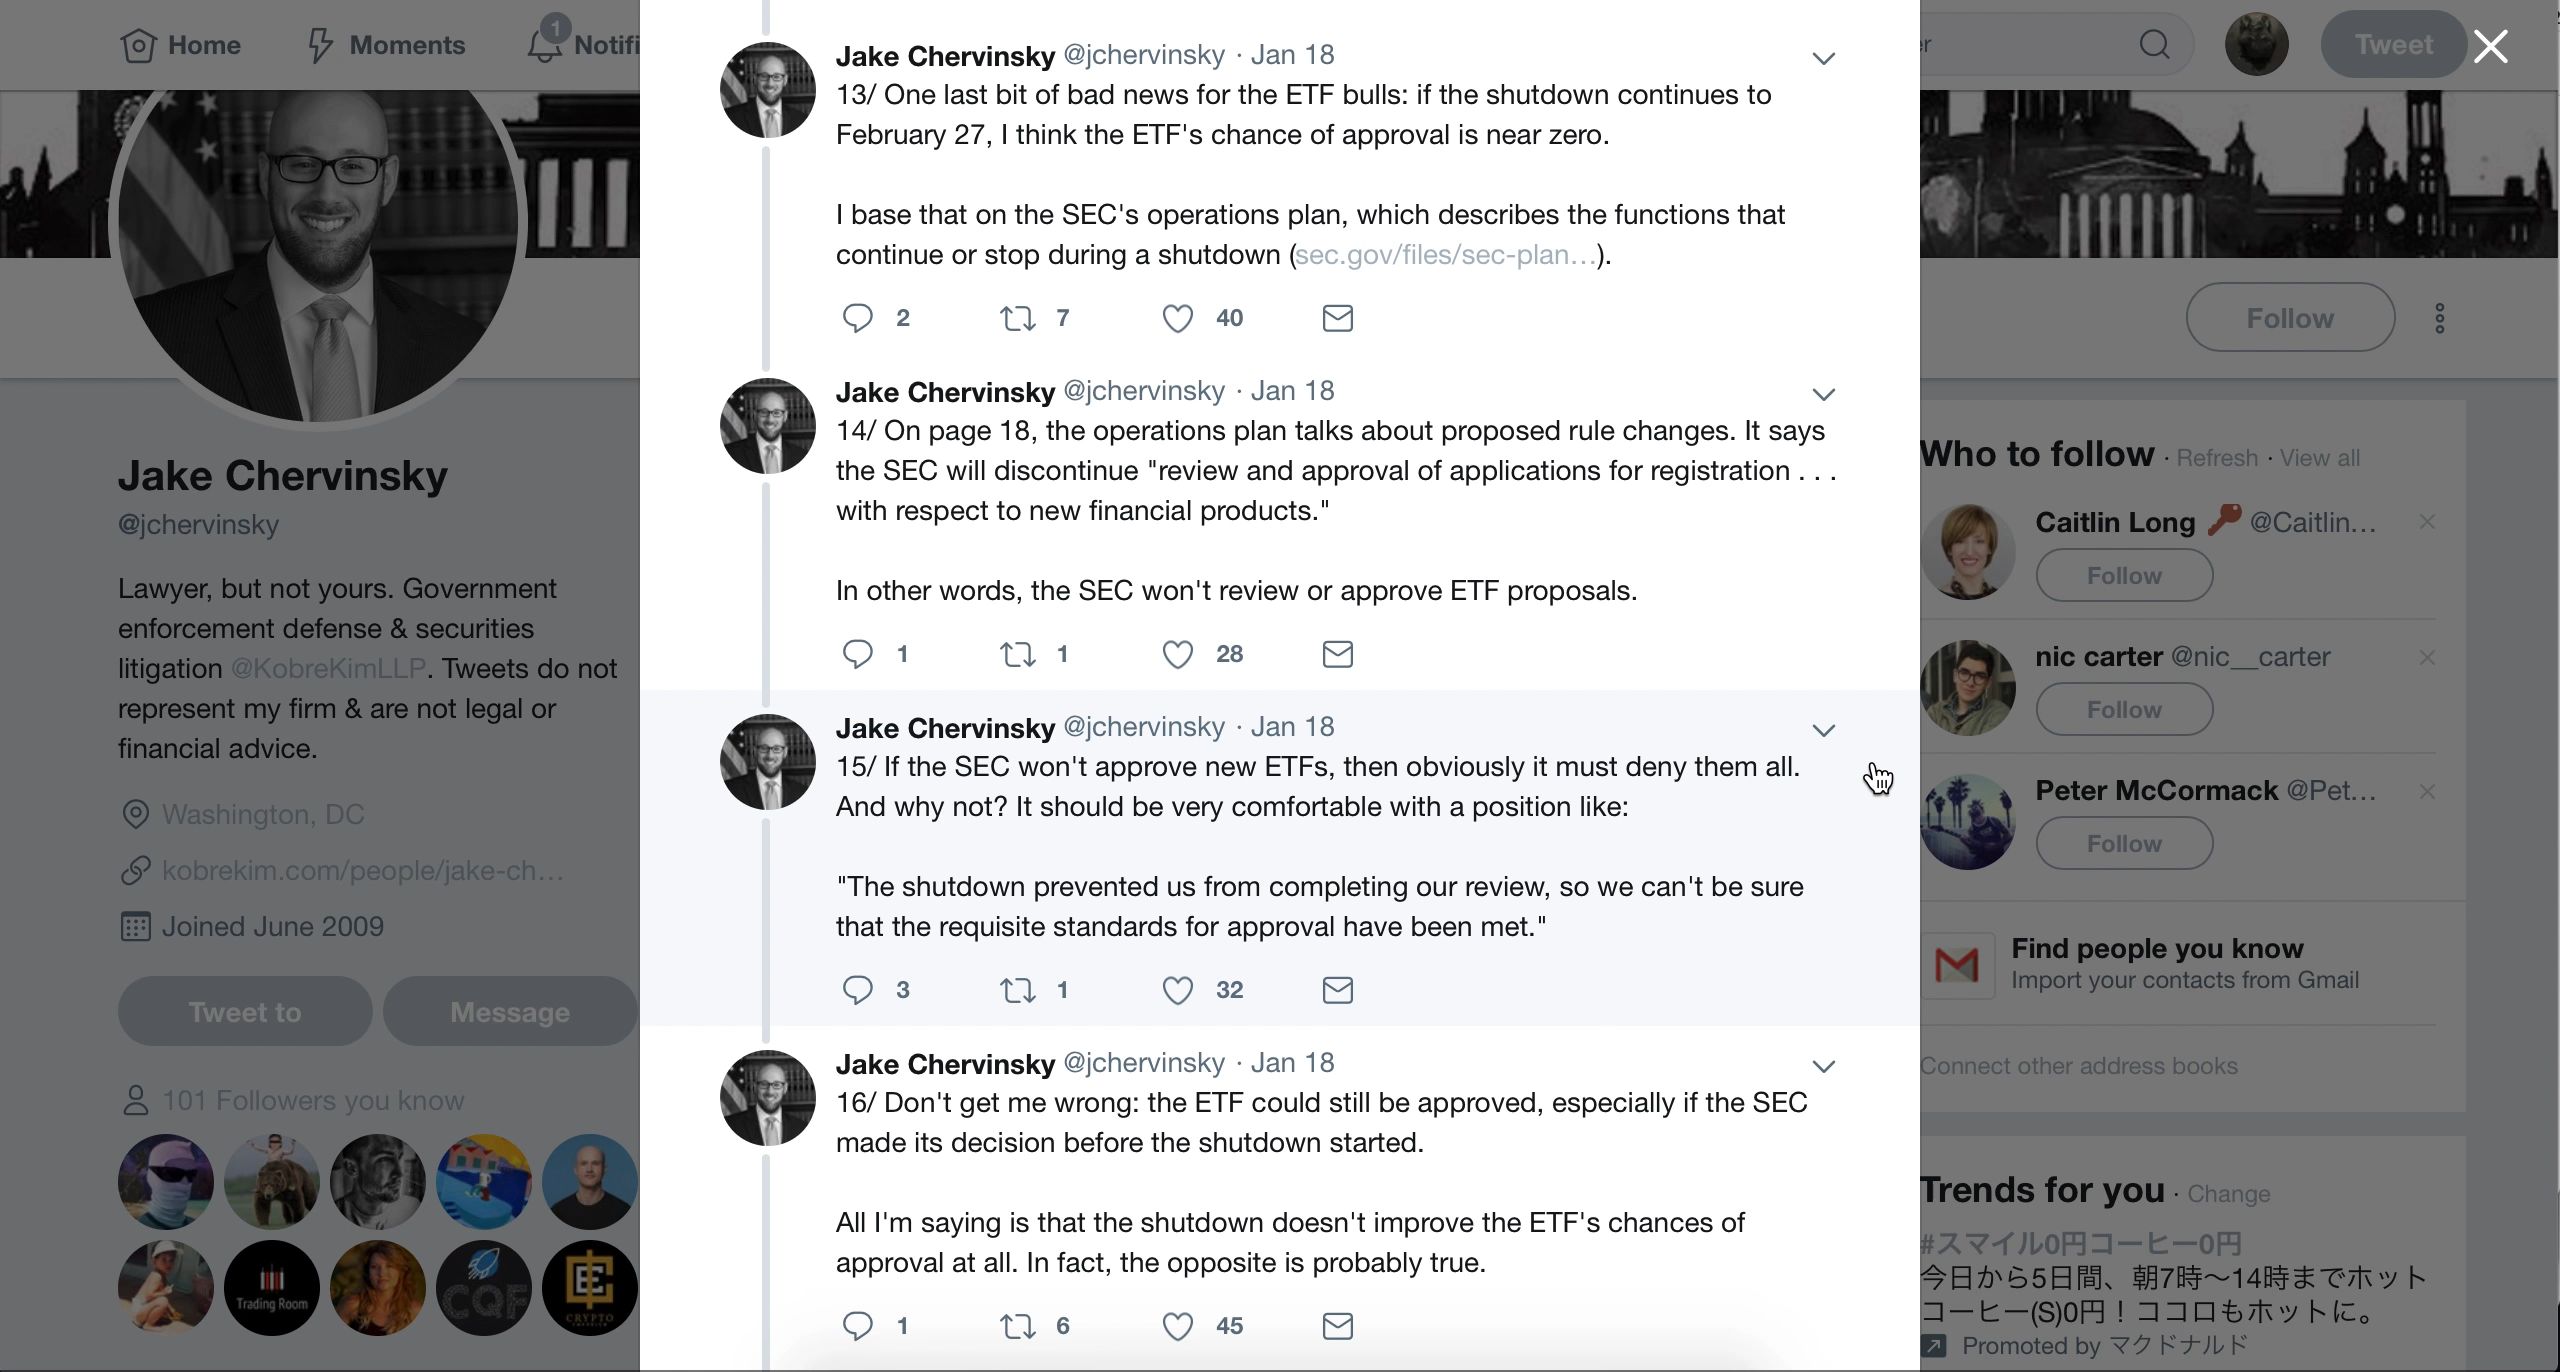 Home
Moments
1
Notifi
er
Tweet
Jake Chervinsky
@jchervinsky
Lawyer, but not yours. Government
enforcement defense & securities
litigation @KobreKimLLP. Tweets do not
represent my firm & are not legal or
financial advice.
Washington, DC
kobrekim.com/people/jake-ch…
Joined June 2009
Tweet to
Message
101 Followers you know
Trading Room
CQF
CRYPTO
Jake Chervinsky @jchervinsky · Jan 18
13/ One last bit of bad news for the ETF bulls: if the shutdown continues to
February 27, I think the ETF's chance of approval is near zero.
I base that on the SEC's operations plan, which describes the functions that
continue or stop during a shutdown (sec.gov/files/sec-plan…).
2 7 40
Jake Chervinsky @jchervinsky · Jan 18
14/ On page 18, the operations plan talks about proposed rule changes. It says
the SEC will discontinue "review and approval of applications for registration . . .
with respect to new financial products."
In other words, the SEC won't review or approve ETF proposals.
1 1 28
Jake Chervinsky @jchervinsky · Jan 18
15/ If the SEC won't approve new ETFs, then obviously it must deny them all.
And why not? It should be very comfortable with a position like:
"The shutdown prevented us from completing our review, so we can't be sure
that the requisite standards for approval have been met."
3 1 32
Jake Chervinsky @jchervinsky · Jan 18
16/ Don't get me wrong: the ETF could still be approved, especially if the SEC
made its decision before the shutdown started.
All I'm saying is that the shutdown doesn't improve the ETF's chances of
approval at all. In fact, the opposite is probably true.
1 6 45
Follow
Who to follow · Refresh · View all
Caitlin Long @Caitlin…
Follow
nic carter @nic__carter
Follow
Peter McCormack @Pet…
Follow
Find people you know
Import your contacts from Gmail
Connect other address books
Trends for you · Change
#スマイル0円コーヒー0円
今日から5日間、朝7時〜14時までホット
コーヒー(S)0円！ココロもホットに。
Promoted by マクドナルド